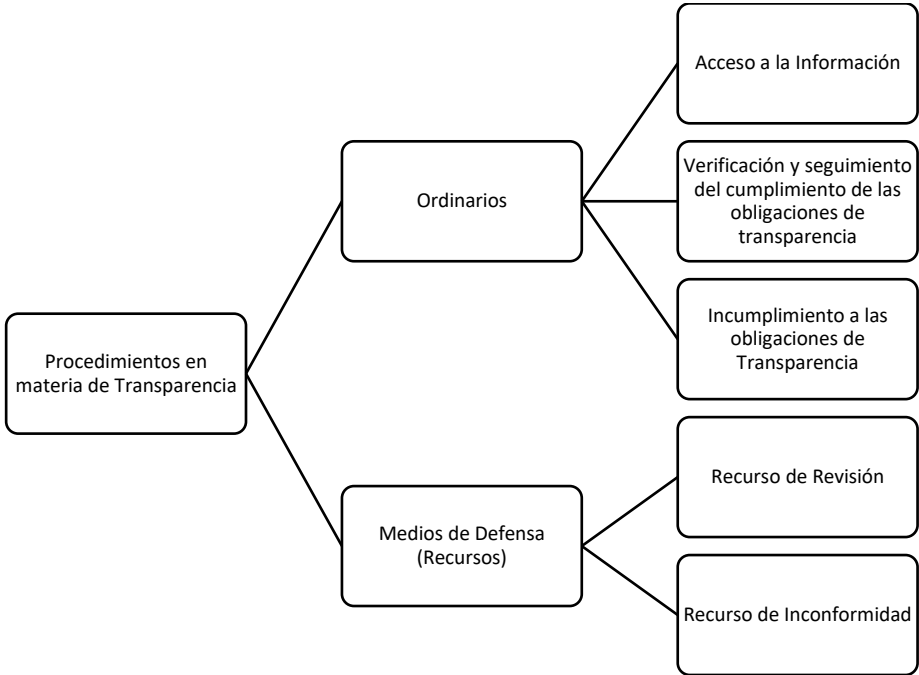 Procedimientos en
materia de Transparencia
Ordinarios
Acceso a la Información
Verificación y seguimiento
del cumplimiento de las
obligaciones de
transparencia
Incumplimiento a las
obligaciones de
Transparencia
Medios de Defensa
(Recursos)
Recurso de Revisión
Recurso de Inconformidad